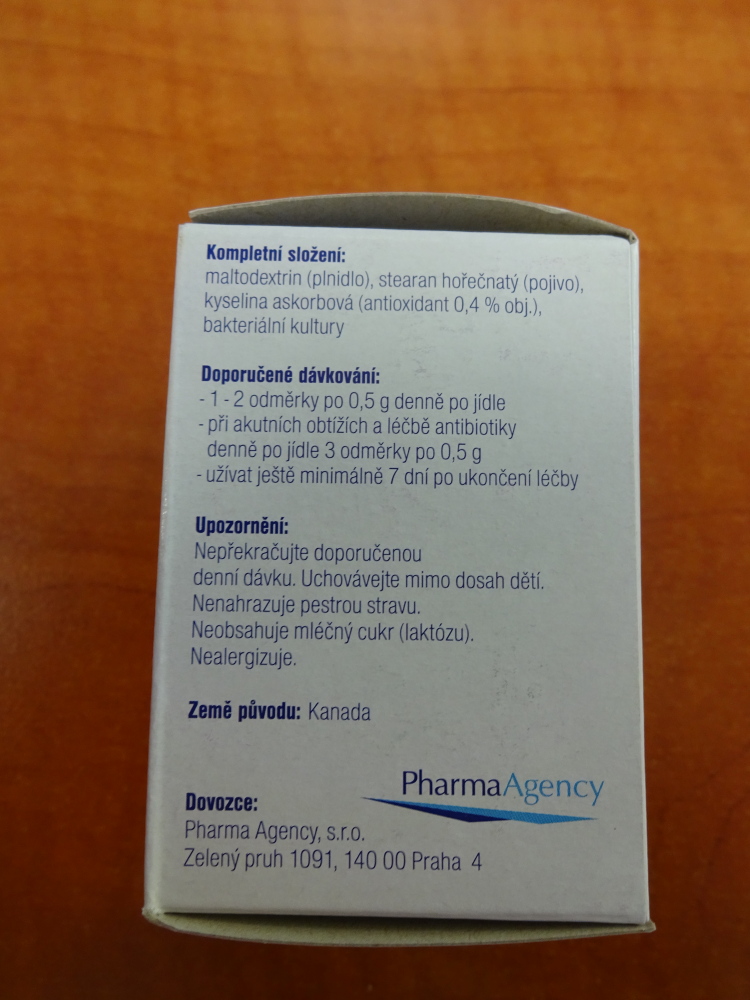 Kompletní složení:
maltodextrin (plnidlo), stearan hořečnatý (pojivo),
kyselina askorbová (antioxidant 0,4 % obj.),
bakteriální kultury
Doporučené dávkování:
- 1 - 2 odměrky po 0,5 g denně po jídle
- při akutních obtížích a léčbě antibiotiky
denně po jídle 3 odměrky po 0,5 g
- užívat ještě minimálně 7 dní po ukončení léčby
Upozornění:
Nepřekračujte doporučenou
denní dávku. Uchovávejte mimo dosah dětí.
Nenahrazuje pestrou stravu.
Neobsahuje mléčný cukr (laktózu).
Nealergizuje.
Země původu: Kanada
PharmaAgency
Dovozce:
Pharma Agency, s.r.o.
Zelený pruh 1091, 140 00 Praha 4